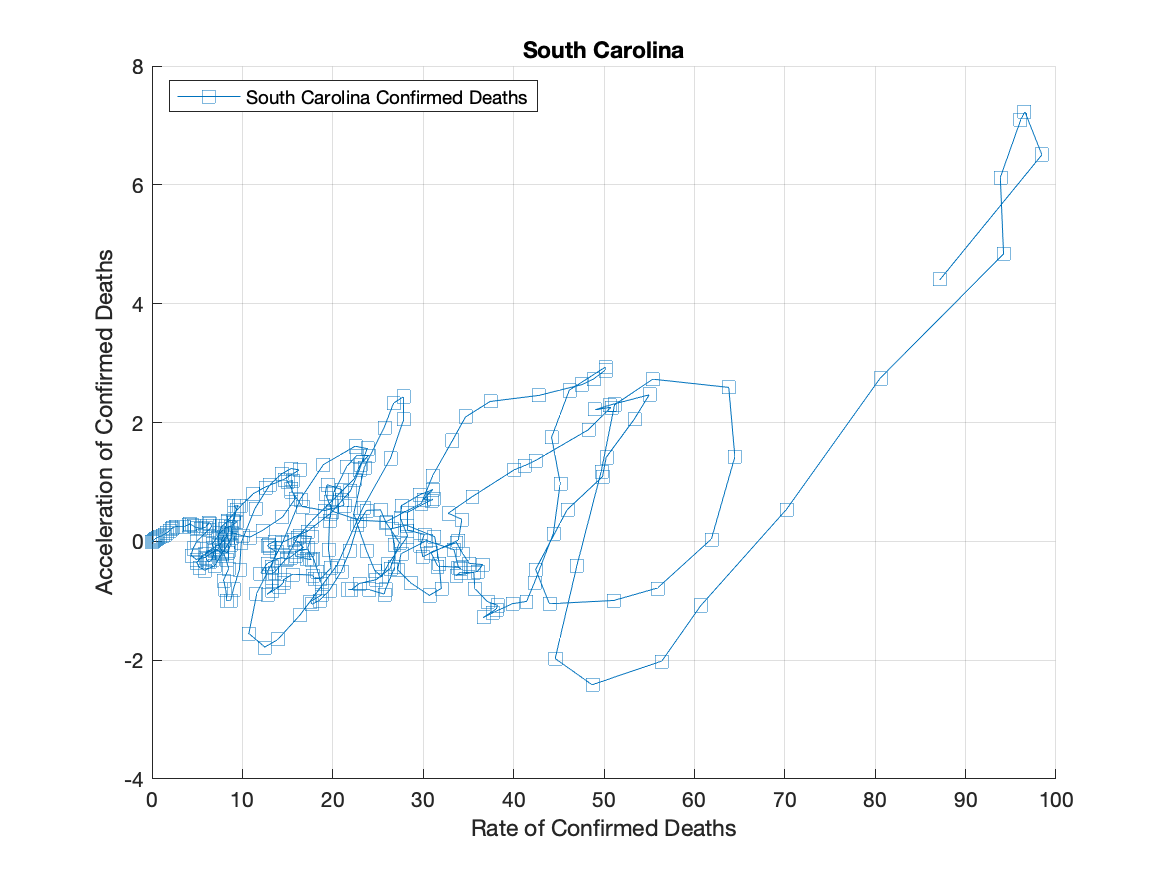 South Carolina
South Carolina Confirmed Deaths
8
6
4
2
0
-2
-4
Acceleration of Confirmed Deaths
0 10 20 30 40 50 60 70 80 90 100
Rate of Confirmed Deaths